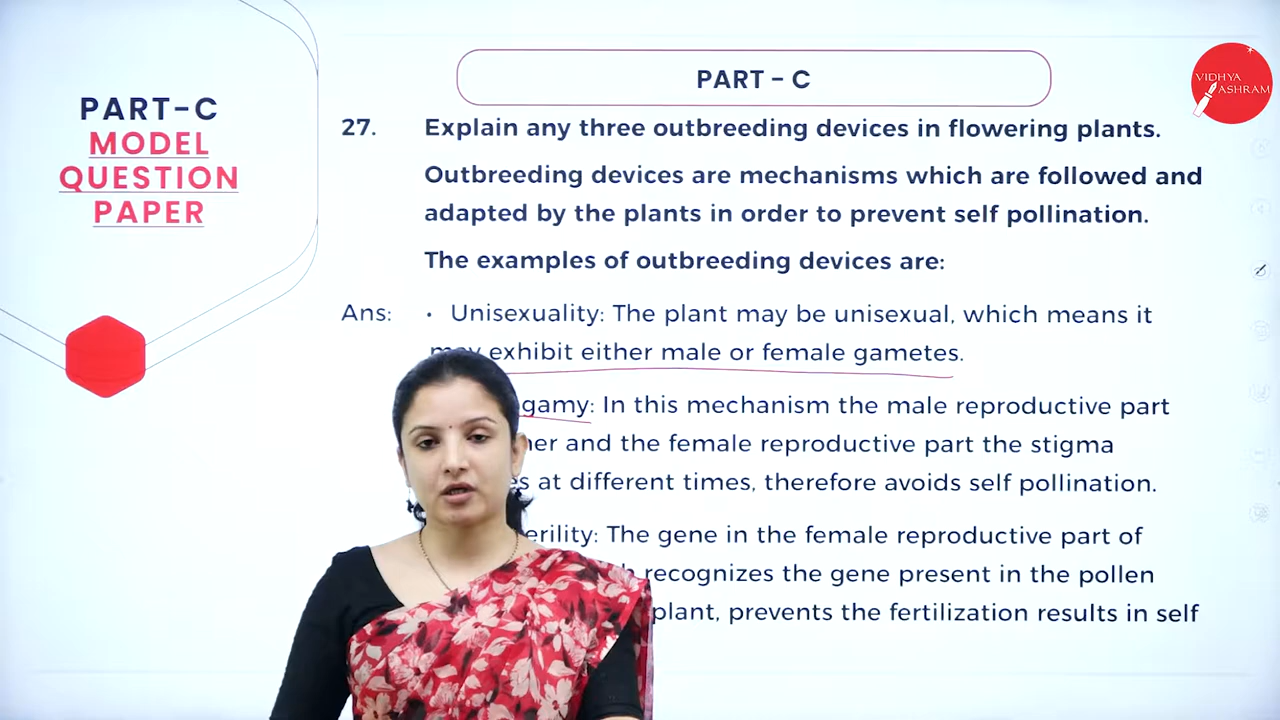 PART-C
MODEL
QUESTION
PAPER
PART - C
VIDHYA
ASHRAM
27. Explain any three outbreeding devices in flowering plants.
Outbreeding devices are mechanisms which are followed and
adapted by the plants in order to prevent self pollination.
The examples of outbreeding devices are:
Ans: • Unisexuality: The plant may be unisexual, which means it
may exhibit either male or female gametes.
gamy: In this mechanism the male reproductive part
and the female reproductive part the stigma
at different times, therefore avoids self pollination.
erility: The gene in the female reproductive part of
recognizes the gene present in the pollen
plant, prevents the fertilization results in self